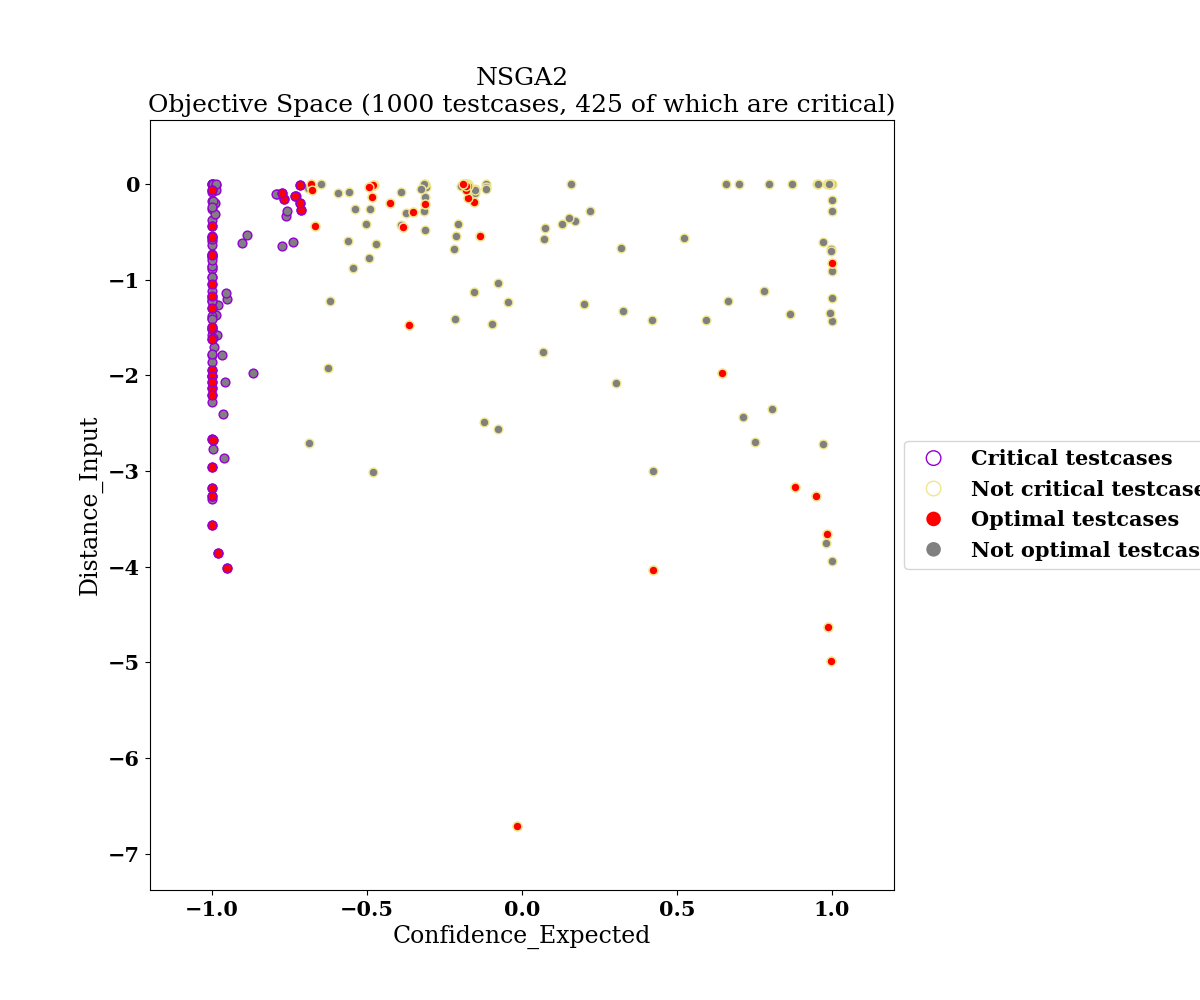 NSGA2
Objective Space (1000 testcases, 425 of which are critical)
0
−1
−2
−3
−4
−5
−6
−7
Distance_Input
−1.0
−0.5
0.0
0.5
1.0
Confidence_Expected
Critical testcases
Not critical testcase
Optimal testcases
Not optimal testcas